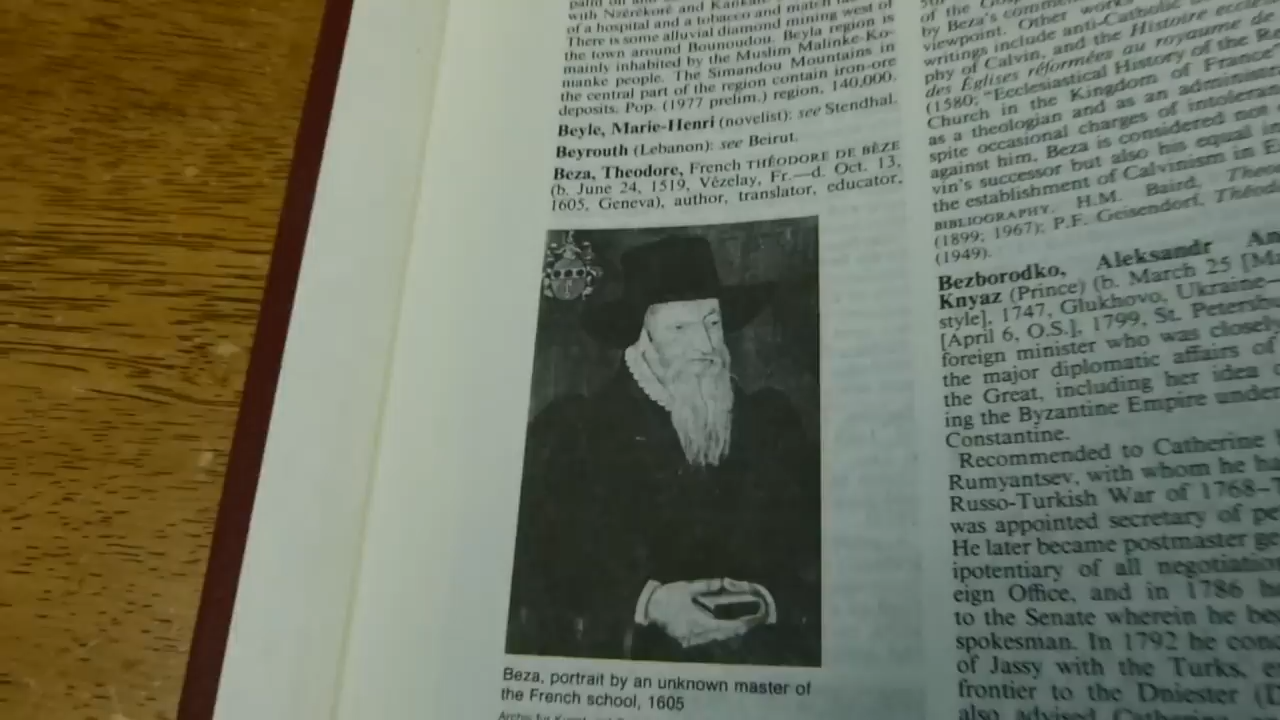 with Nzérékoré and Kankan
of a hospital and a tobacco and match
There is some alluvial diamond mining west of
the town around Bounoudou. Beyla region is
mainly inhabited by the Muslim Malinke-Ko-
manke people. The Simandou Mountains in
the central part of the region contain iron-ore
deposits. Pop. (1977 prelim.) region, 140,000.
Beyle, Marie-Henri (novelist): see Stendhal.
Beyrouth (Lebanon): see Beirut.
Beza, Theodore, French THÉODORE DE BÈZE
(b. June 24, 1519, Vézelay, Fr.—d. Oct. 13,
1605, Geneva), author, translator, educator,
Beza, portrait by an unknown master of
the French school, 1605
of the
by Beza's
viewpoint. Other works
writings include anti-Catholic
phy of Calvin, and the Histoire
des Églises réformées au royaume de
(1580; "Ecclesiastical History of the
Church in the Kingdom of France"
as a theologian and as an
spite occasional charges of
against him, Beza is considered not
vin's successor but also his equal
the establishment of Calvinism in
BIBLIOGRAPHY. H.M. Baird,
(1899; 1967); P.F. Geisendorf,
(1949).
Bezborodko, Aleksandr
Knyaz (Prince) (b. March 25
style], 1747, Glukhovo, Ukraine—
[April 6, O.S.], 1799, St.
foreign minister who was closely
the major diplomatic affairs of
the Great, including her idea
ing the Byzantine Empire under
Constantine.
Recommended to Catherine
Rumyantsev, with whom he
Russo-Turkish War of 1768–
was appointed secretary of
He later became postmaster
ipotentiary of all
eign Office, and in 1786
to the Senate wherein he
spokesman. In 1792 he
of Jassy with the Turks,
frontier to the Dniester
also advised